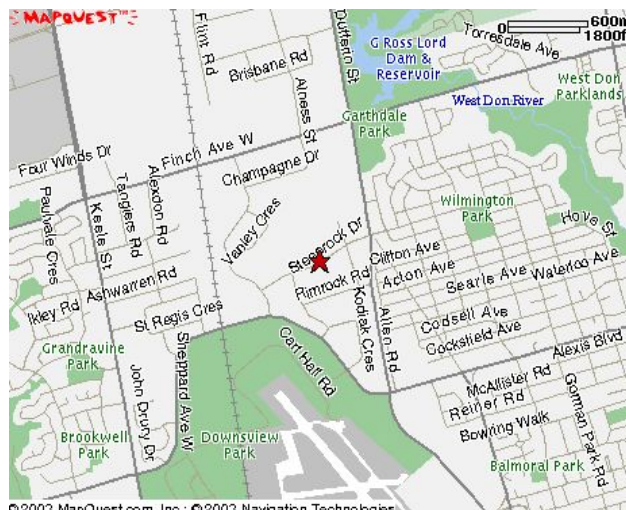 MAPQUEST
600m
0 1800ft
Torresdale Ave
Flint Rd
Dufferin St
G Ross Lord
Dam &
Reservoir
Brisbane Rd
West Don
Parklands
West Don River
Alness St
Garthdale
Park
Finch Ave W
Four Winds Dr
Champagne Dr
Tangiers Rd
Alexdon Rd
Paulvale Cres
Keele St
Wilmington
Park
Vanley Cres
Steeprock Dr
Hove St
Clifton Ave
Ashwarren Rd
Rimrock Rd
Acton Ave
Searle Ave
Waterloo Ave
Ikley Rd
St Regis Cres
Kodiak Cres
Allen Rd
Codsell Ave
Cocksfield Ave
Grandravine
Park
Sheppard Ave W
Carl Hall Rd
Alexis Blvd
John Drury Dr
McAllister Rd
Reiner Rd
Gorman Park Rd
Bowring Walk
Brookwell
Park
Downsview
Park
Balmoral Park
©2002 MapQuest.com, Inc.; ©2002 Navigation Technologies